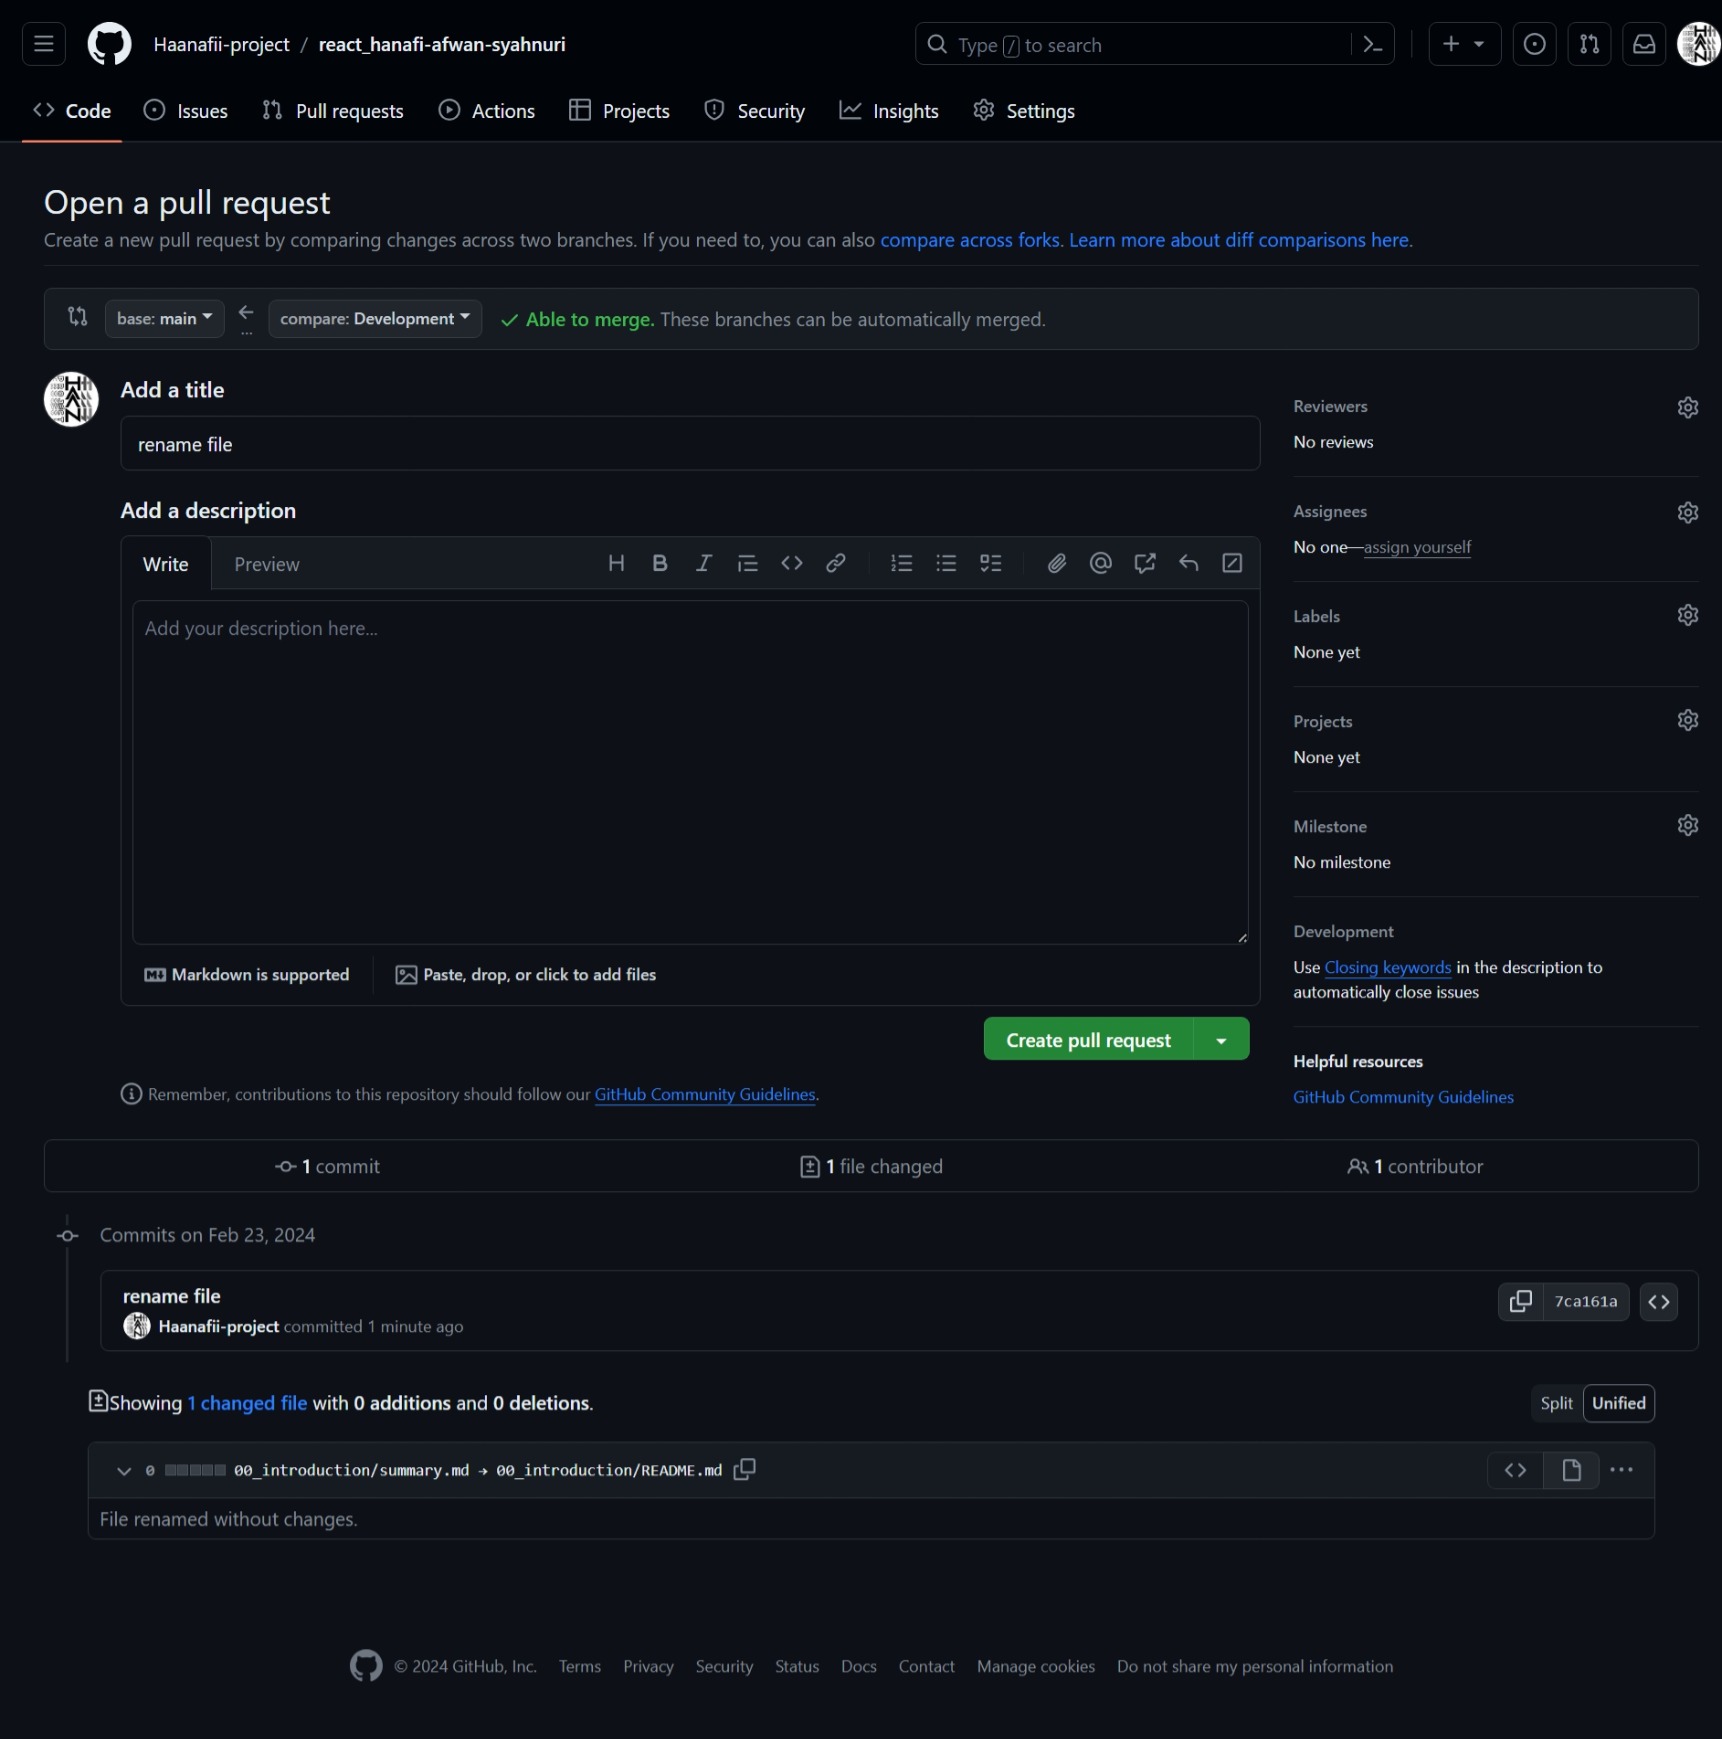 Haanafii-project / react_hanafi-afwan-syahnuri
Type / to search
Code Issues Pull requests Actions Projects Security Insights Settings
Open a pull request
Create a new pull request by comparing changes across two branches. If you need to, you can also compare across forks. Learn more about diff comparisons here.
base: main ← ... compare: Development Able to merge. These branches can be automatically merged.
Add a title
rename file
Add a description
Write Preview
Add your description here...
Markdown is supported Paste, drop, or click to add files
Create pull request
Remember, contributions to this repository should follow our GitHub Community Guidelines.
Reviewers
No reviews
Assignees
No one—assign yourself
Labels
None yet
Projects
None yet
Milestone
No milestone
Development
Use Closing keywords in the description to
automatically close issues
Helpful resources
GitHub Community Guidelines
1 commit 1 file changed 1 contributor
Commits on Feb 23, 2024
rename file
Haanafii-project committed 1 minute ago
7ca161a
Showing 1 changed file with 0 additions and 0 deletions.
Split Unified
0 00_introduction/summary.md → 00_introduction/README.md
File renamed without changes.
© 2024 GitHub, Inc. Terms Privacy Security Status Docs Contact Manage cookies Do not share my personal information